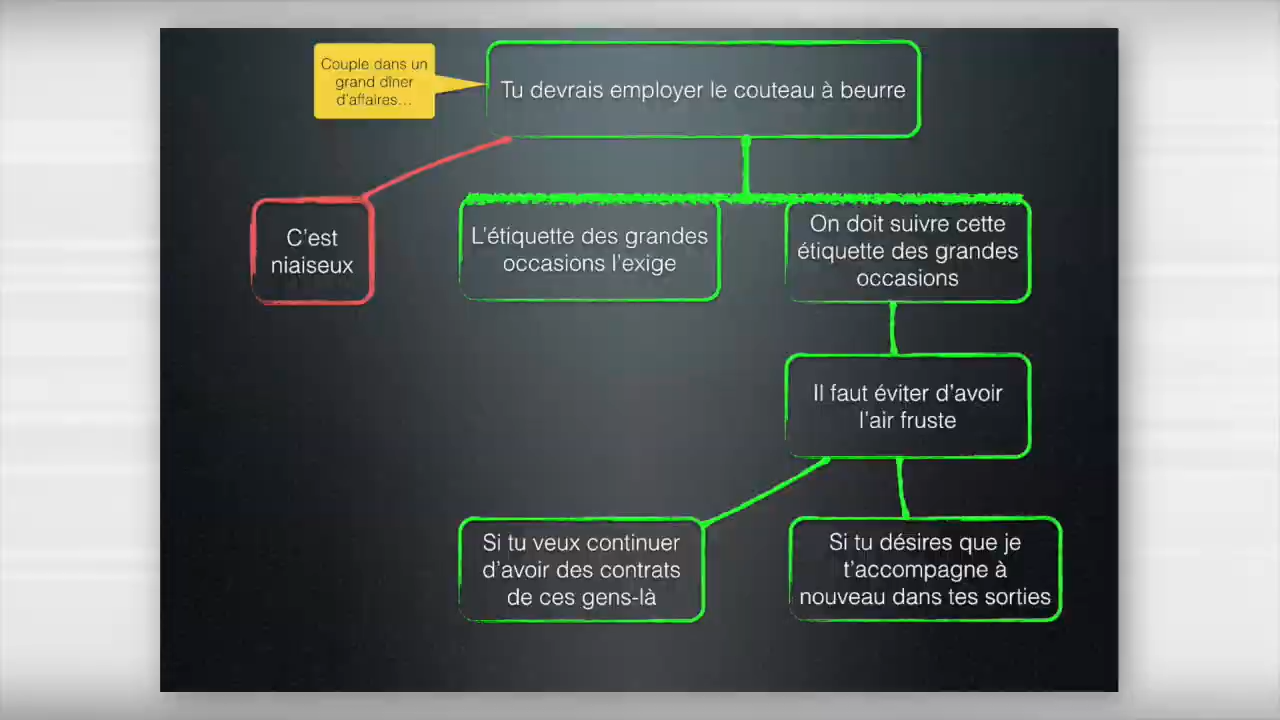 Couple dans un
grand dîner
d'affaires…
Tu devrais employer le couteau à beurre
C'est
niaiseux
L'étiquette des grandes
occasions l'exige
On doit suivre cette
étiquette des grandes
occasions
Il faut éviter d'avoir
l'air fruste
Si tu veux continuer
d'avoir des contrats
de ces gens-là
Si tu désires que je
t'accompagne à
nouveau dans tes sorties